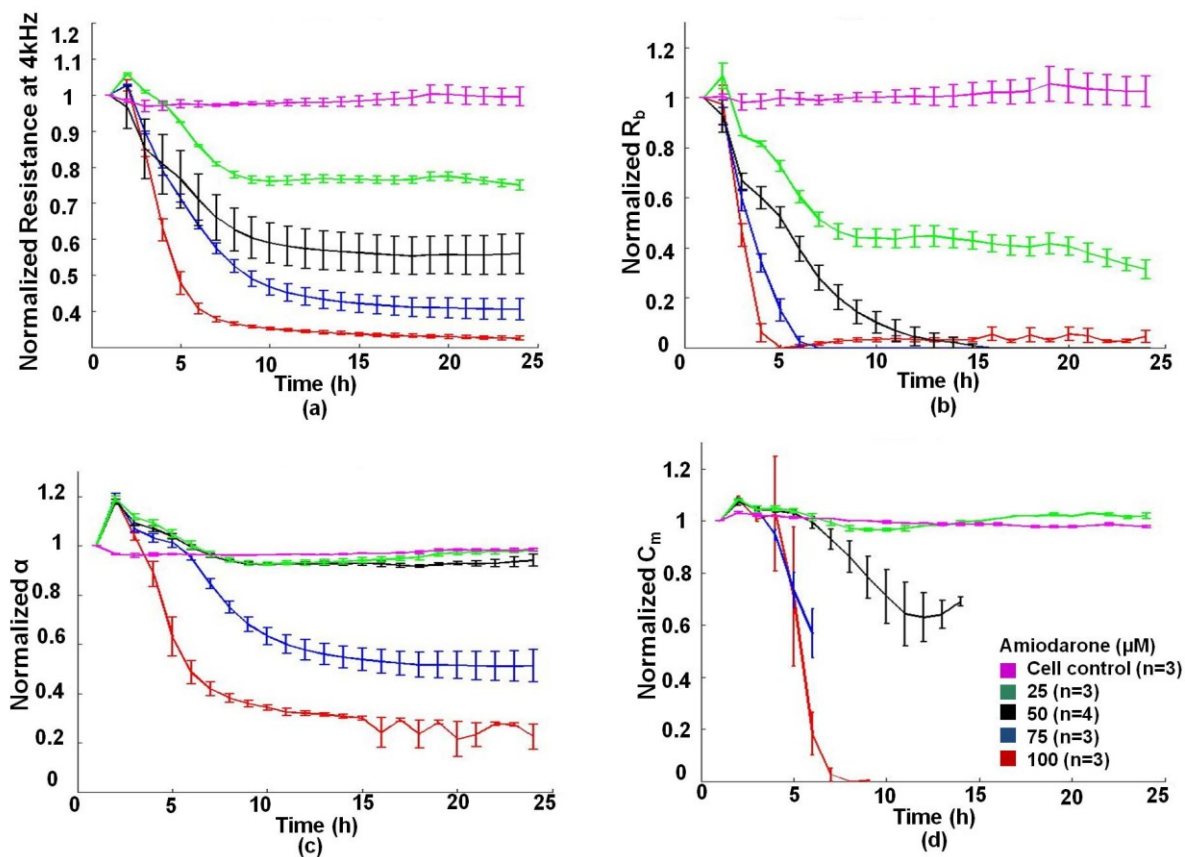 Normalized Resistance at 4kHz
1.2
1.1
1
0.9
0.8
0.7
0.6
0.5
0.4
0 5 10 15 20 25
Time (h)
(a)
Normalized Rb
1.2
1
0.8
0.6
0.4
0.2
0
0 5 10 15 20 25
Time (h)
(b)
Normalized α
1.2
1
0.8
0.6
0.4
0.2
0
0 5 10 15 20 25
Time (h)
(c)
Normalized Cm
1.2
1
0.8
0.6
0.4
0.2
0
0 5 10 15 20 25
Time (h)
(d)
Amiodarone (µM)
Cell control (n=3)
25 (n=3)
50 (n=4)
75 (n=3)
100 (n=3)